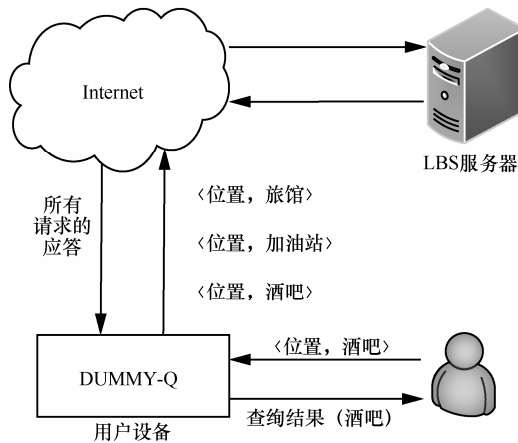 Internet
LBS服务器
所有
请求的
应答
〈位置，旅馆〉
〈位置，加油站〉
〈位置，酒吧〉
〈位置，酒吧〉
DUMMY-Q
查绚结果（酒吧）
用户设备